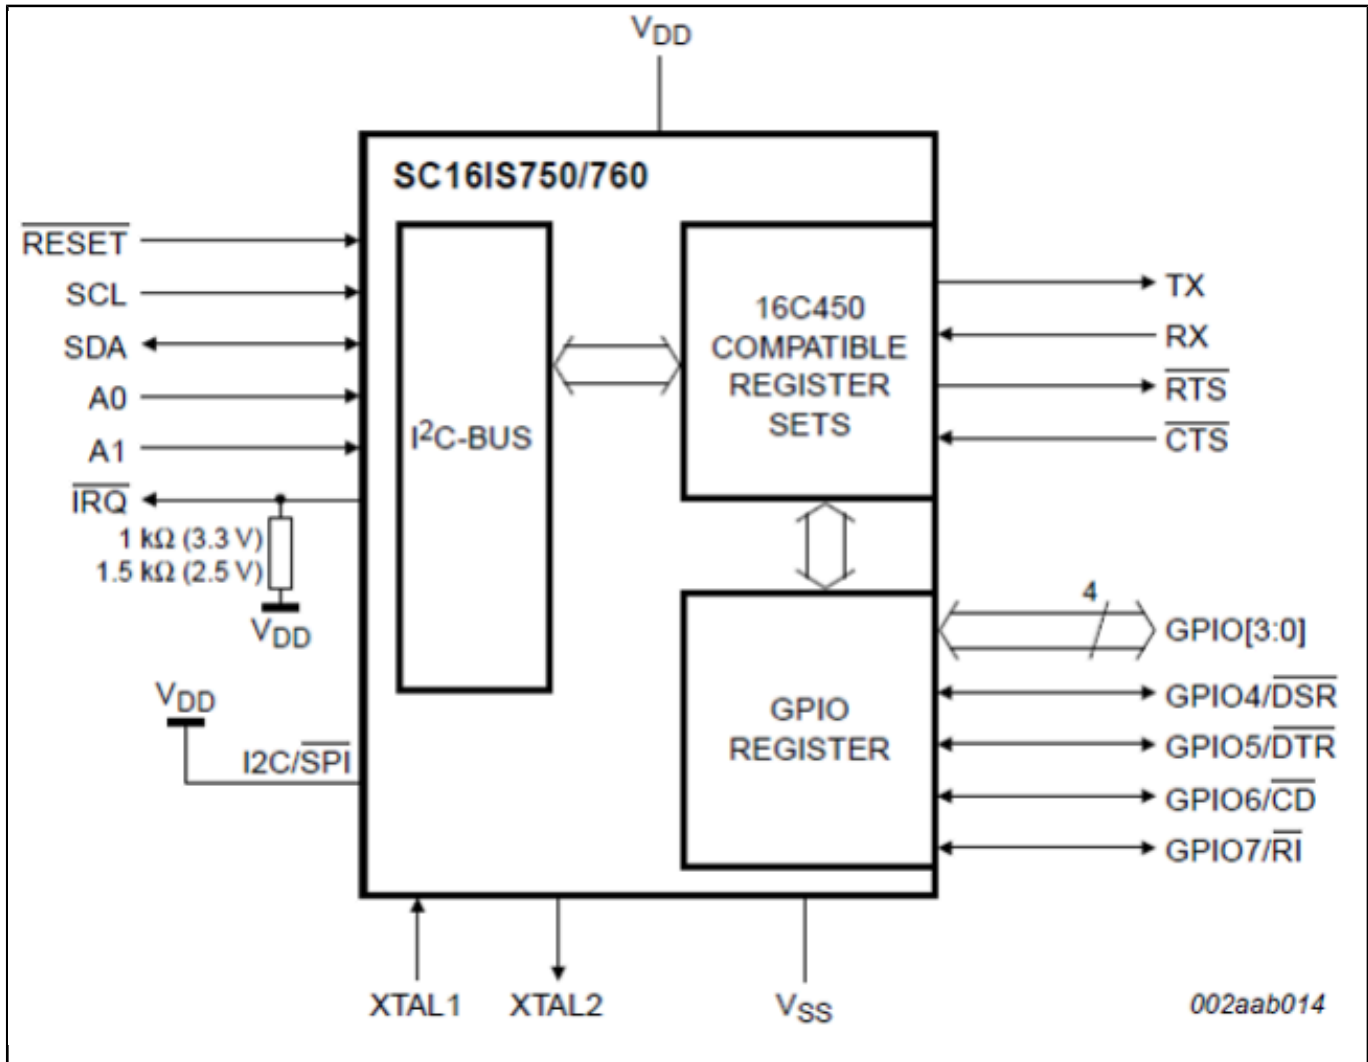 VDD
SC16IS750/760
RESET
SCL
SDA
A0
A1
IRQ
1 kΩ (3.3 V)
1.5 kΩ (2.5 V)
VDD
VDD
I2C/SPI
I²C-BUS
16C450
COMPATIBLE
REGISTER
SETS
GPIO
REGISTER
TX
RX
RTS
CTS
4
GPIO[3:0]
GPIO4/DSR
GPIO5/DTR
GPIO6/CD
GPIO7/RI
XTAL1
XTAL2
VSS
002aab014